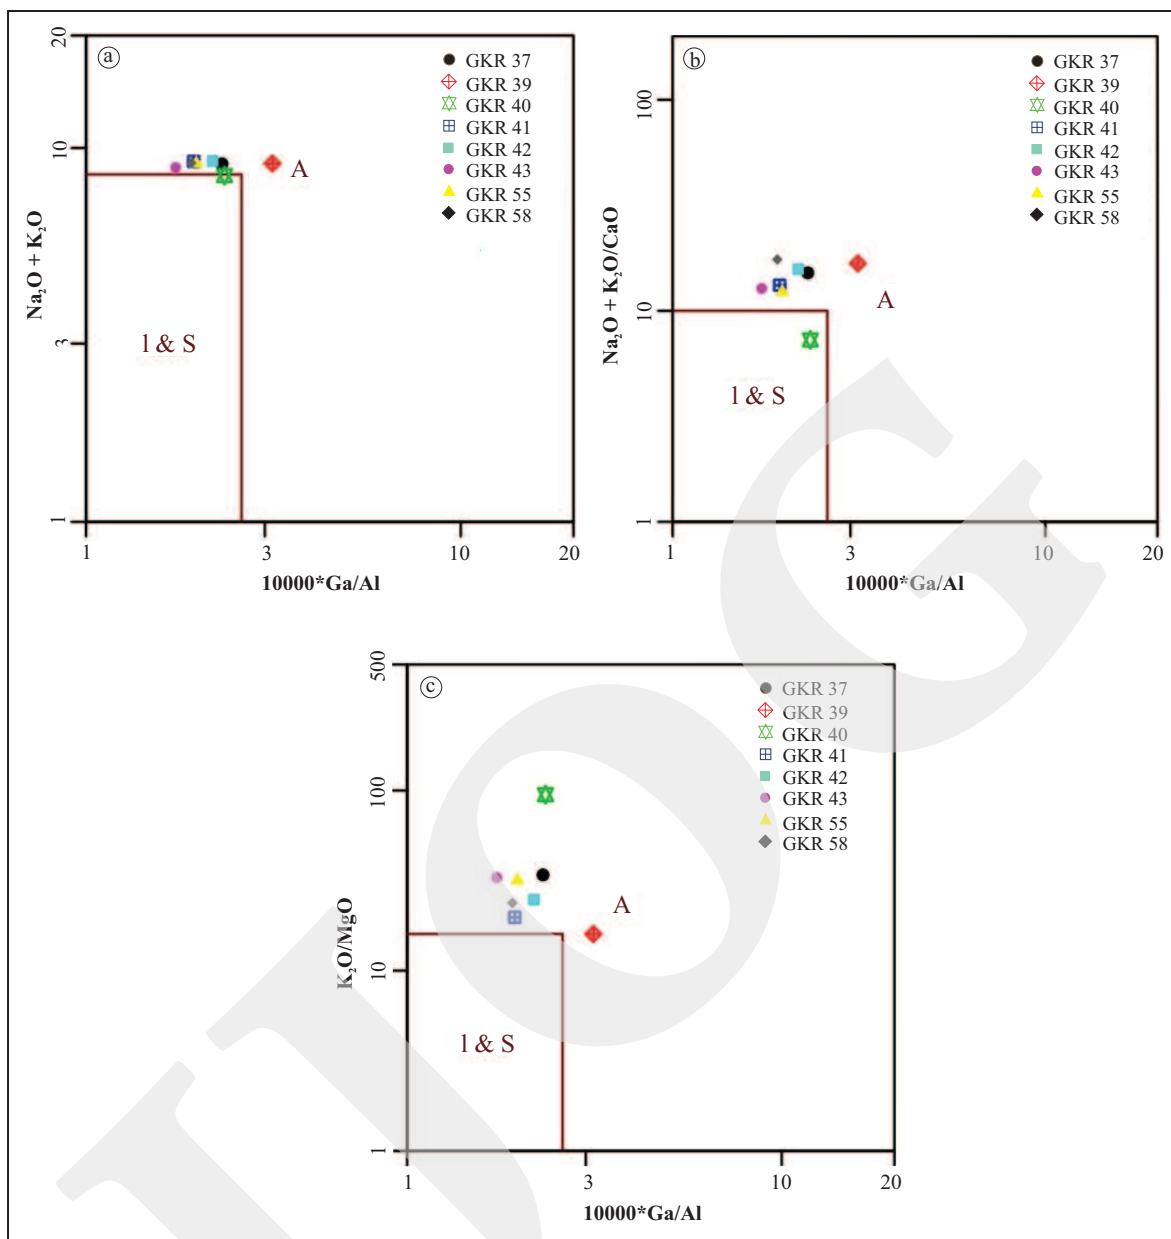 a
20
10
3
1
Na₂O + K₂O
GKR 37
GKR 39
GKR 40
GKR 41
GKR 42
GKR 43
GKR 55
GKR 58
A
l & S
1
3
10
20
10000*Ga/Al
b
100
10
1
Na₂O + K₂O/CaO
GKR 37
GKR 39
GKR 40
GKR 41
GKR 42
GKR 43
GKR 55
GKR 58
A
l & S
1
3
10
20
10000*Ga/Al
c
500
100
10
1
K₂O/MgO
GKR 37
GKR 39
GKR 40
GKR 41
GKR 42
GKR 43
GKR 55
GKR 58
A
l & S
1
3
10
20
10000*Ga/Al